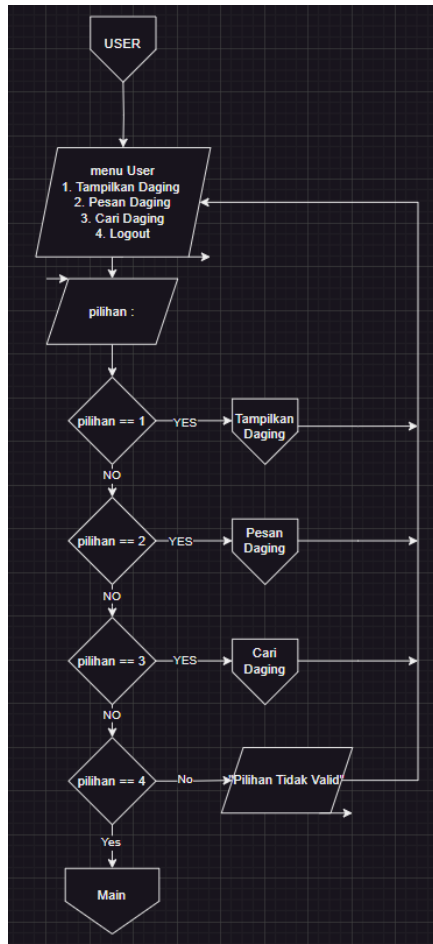 USER
menu User
1. Tampilkan Daging
2. Pesan Daging
3. Cari Daging
4. Logout
pilihan :
pilihan == 1
YES
Tampilkan
Daging
NO
pilihan == 2
YES
Pesan
Daging
NO
pilihan == 3
YES
Cari
Daging
NO
pilihan == 4
No
"Pilihan Tidak Valid"
Yes
Main